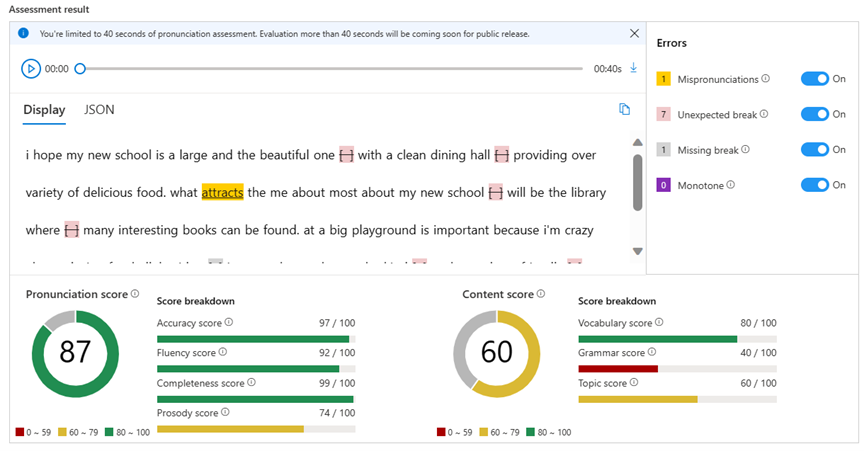 Assessment result
You're limited to 40 seconds of pronunciation assessment. Evaluation more than 40 seconds will be coming soon for public release.
00:00
00:40s
Display
JSON
i hope my new school is a large and the beautiful one [ ] with a clean dining hall [ ] providing over
variety of delicious food. what attracts the me about most about my new school [ ] will be the library
where [ ] many interesting books can be found. at a big playground is important because i'm crazy
Errors
1 Mispronunciations On
7 Unexpected break On
1 Missing break On
0 Monotone On
Pronunciation score
87
0 ~ 59 60 ~ 79 80 ~ 100
Score breakdown
Accuracy score 97 / 100
Fluency score 92 / 100
Completeness score 99 / 100
Prosody score 74 / 100
Content score
60
0 ~ 59 60 ~ 79 80 ~ 100
Score breakdown
Vocabulary score 80 / 100
Grammar score 40 / 100
Topic score 60 / 100